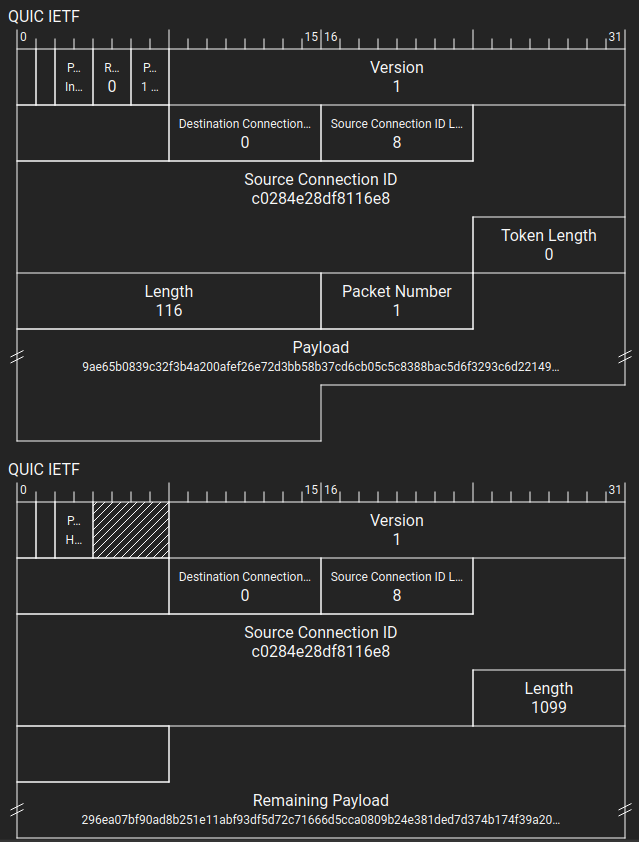 QUIC IETF
0 15 16 31
P... R... P... Version
In... 0 1 ... 1
Destination Connection... Source Connection ID L...
0 8
Source Connection ID
c0284e28df8116e8
Token Length
0
Length Packet Number
116 1
Payload
9ae65b0839c32f3b4a200afef26e72d3bb58b37cd6cb05c5c8388bac5d6f3293c6d22149...
QUIC IETF
0 15 16 31
P... Version
H... 1
Destination Connection... Source Connection ID L...
0 8
Source Connection ID
c0284e28df8116e8
Length
1099
Remaining Payload
296ea07bf90ad8b251e11abf93df5d72c71666d5cca0809b24e381ded7d374b174f39a20...